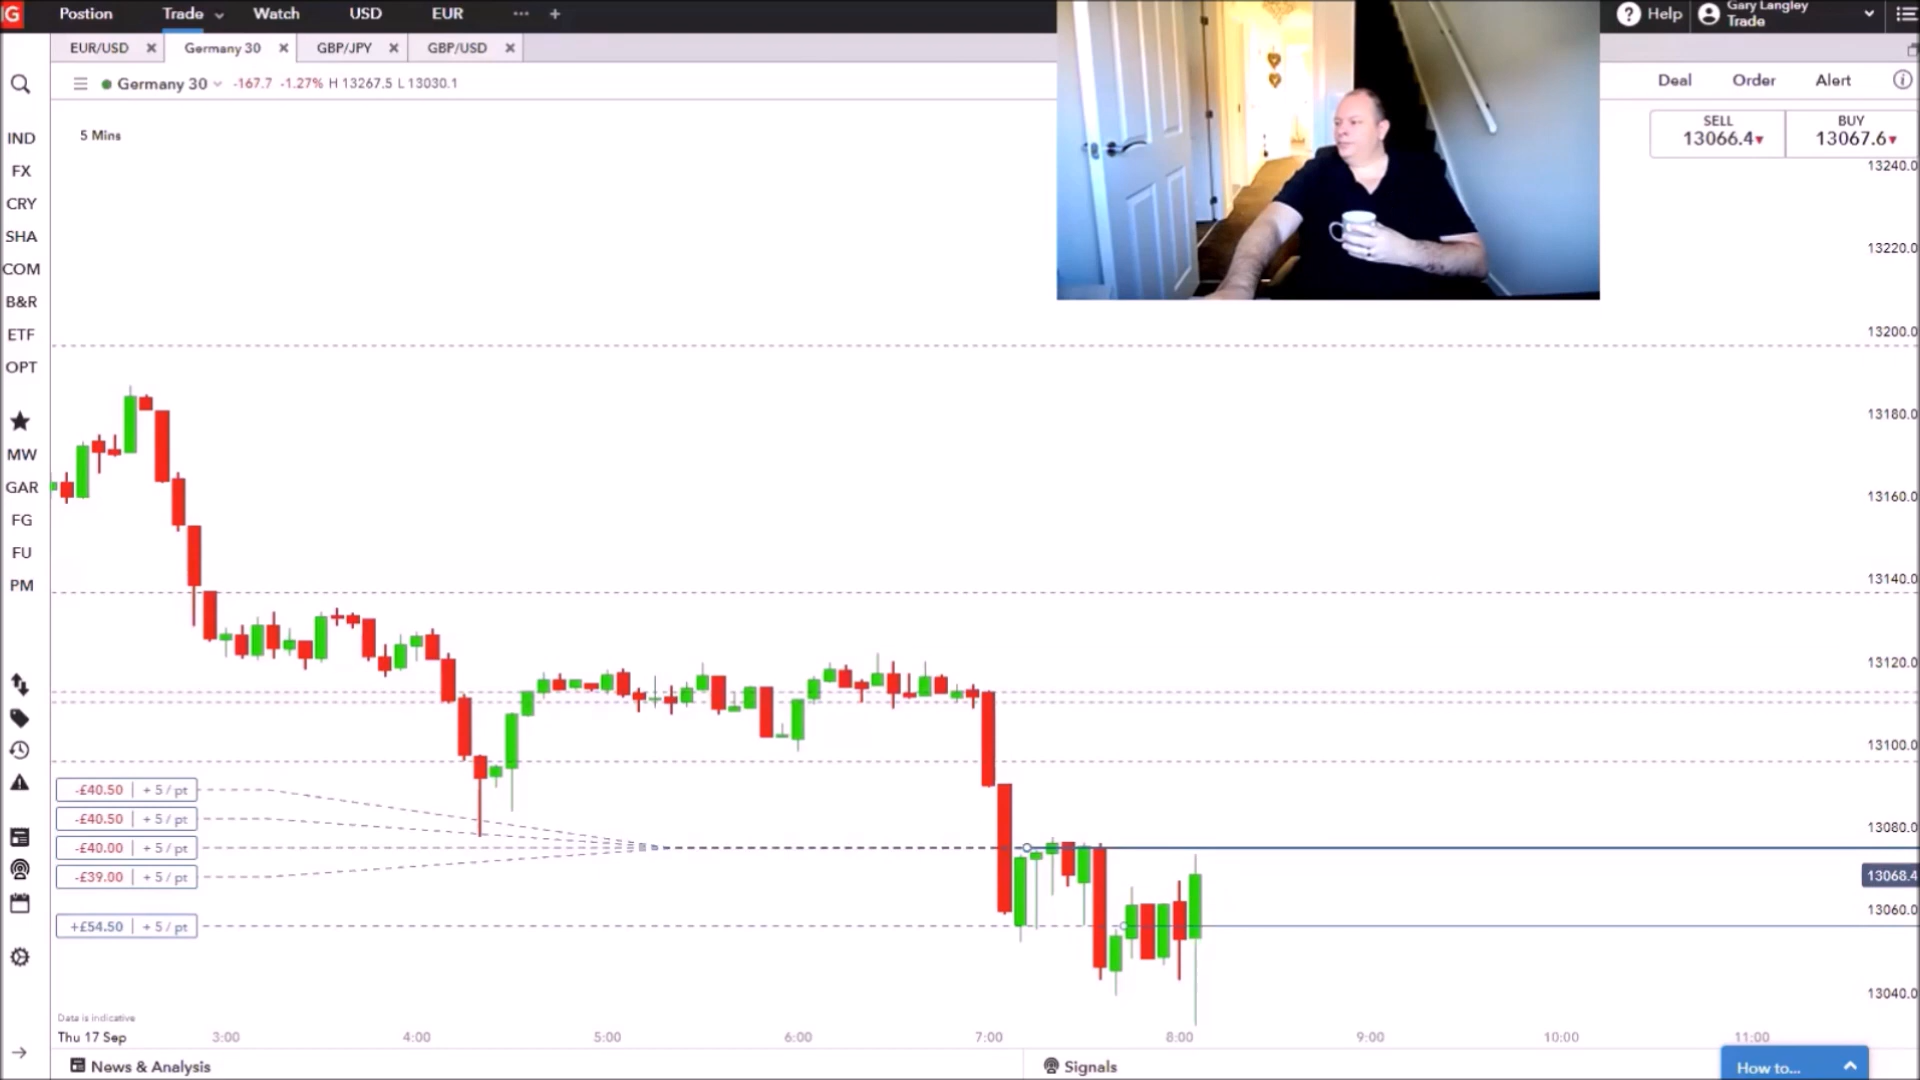 IG Postion Trade Watch USD EUR ··· + Help Gary Langley
Trade
EUR/USD Germany 30 GBP/JPY GBP/USD
Germany 30 -167.7 -1.27% H 13267.5 L 13030.1 Deal Order Alert
5 Mins
SELL BUY
13066.4 13067.6
IND
FX
CRY
SHA
COM
B&R
ETF
OPT
MW
GAR
FG
FU
PM
13240.0
13220.0
13200.0
13180.0
13160.0
13140.0
13120.0
13100.0
13080.0
13068.4
13060.0
13040.0
-£40.50 + 5 / pt
-£40.50 + 5 / pt
-£40.00 + 5 / pt
-£39.00 + 5 / pt
+£54.50 + 5 / pt
Data is indicative
Thu 17 Sep 3:00 4:00 5:00 6:00 7:00 8:00 9:00 10:00 11:00
News & Analysis Signals How to...